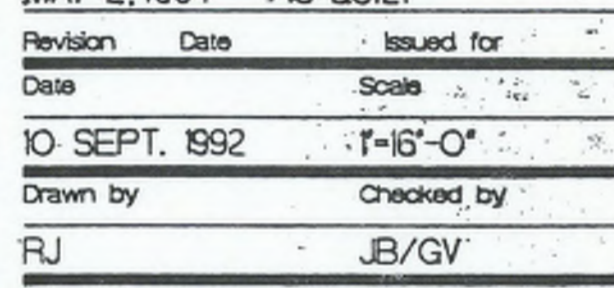 Revision Date Issued for
Date Scale
10 SEPT. 1992 1"=16"-0"
Drawn by Checked by
RJ JB/GV